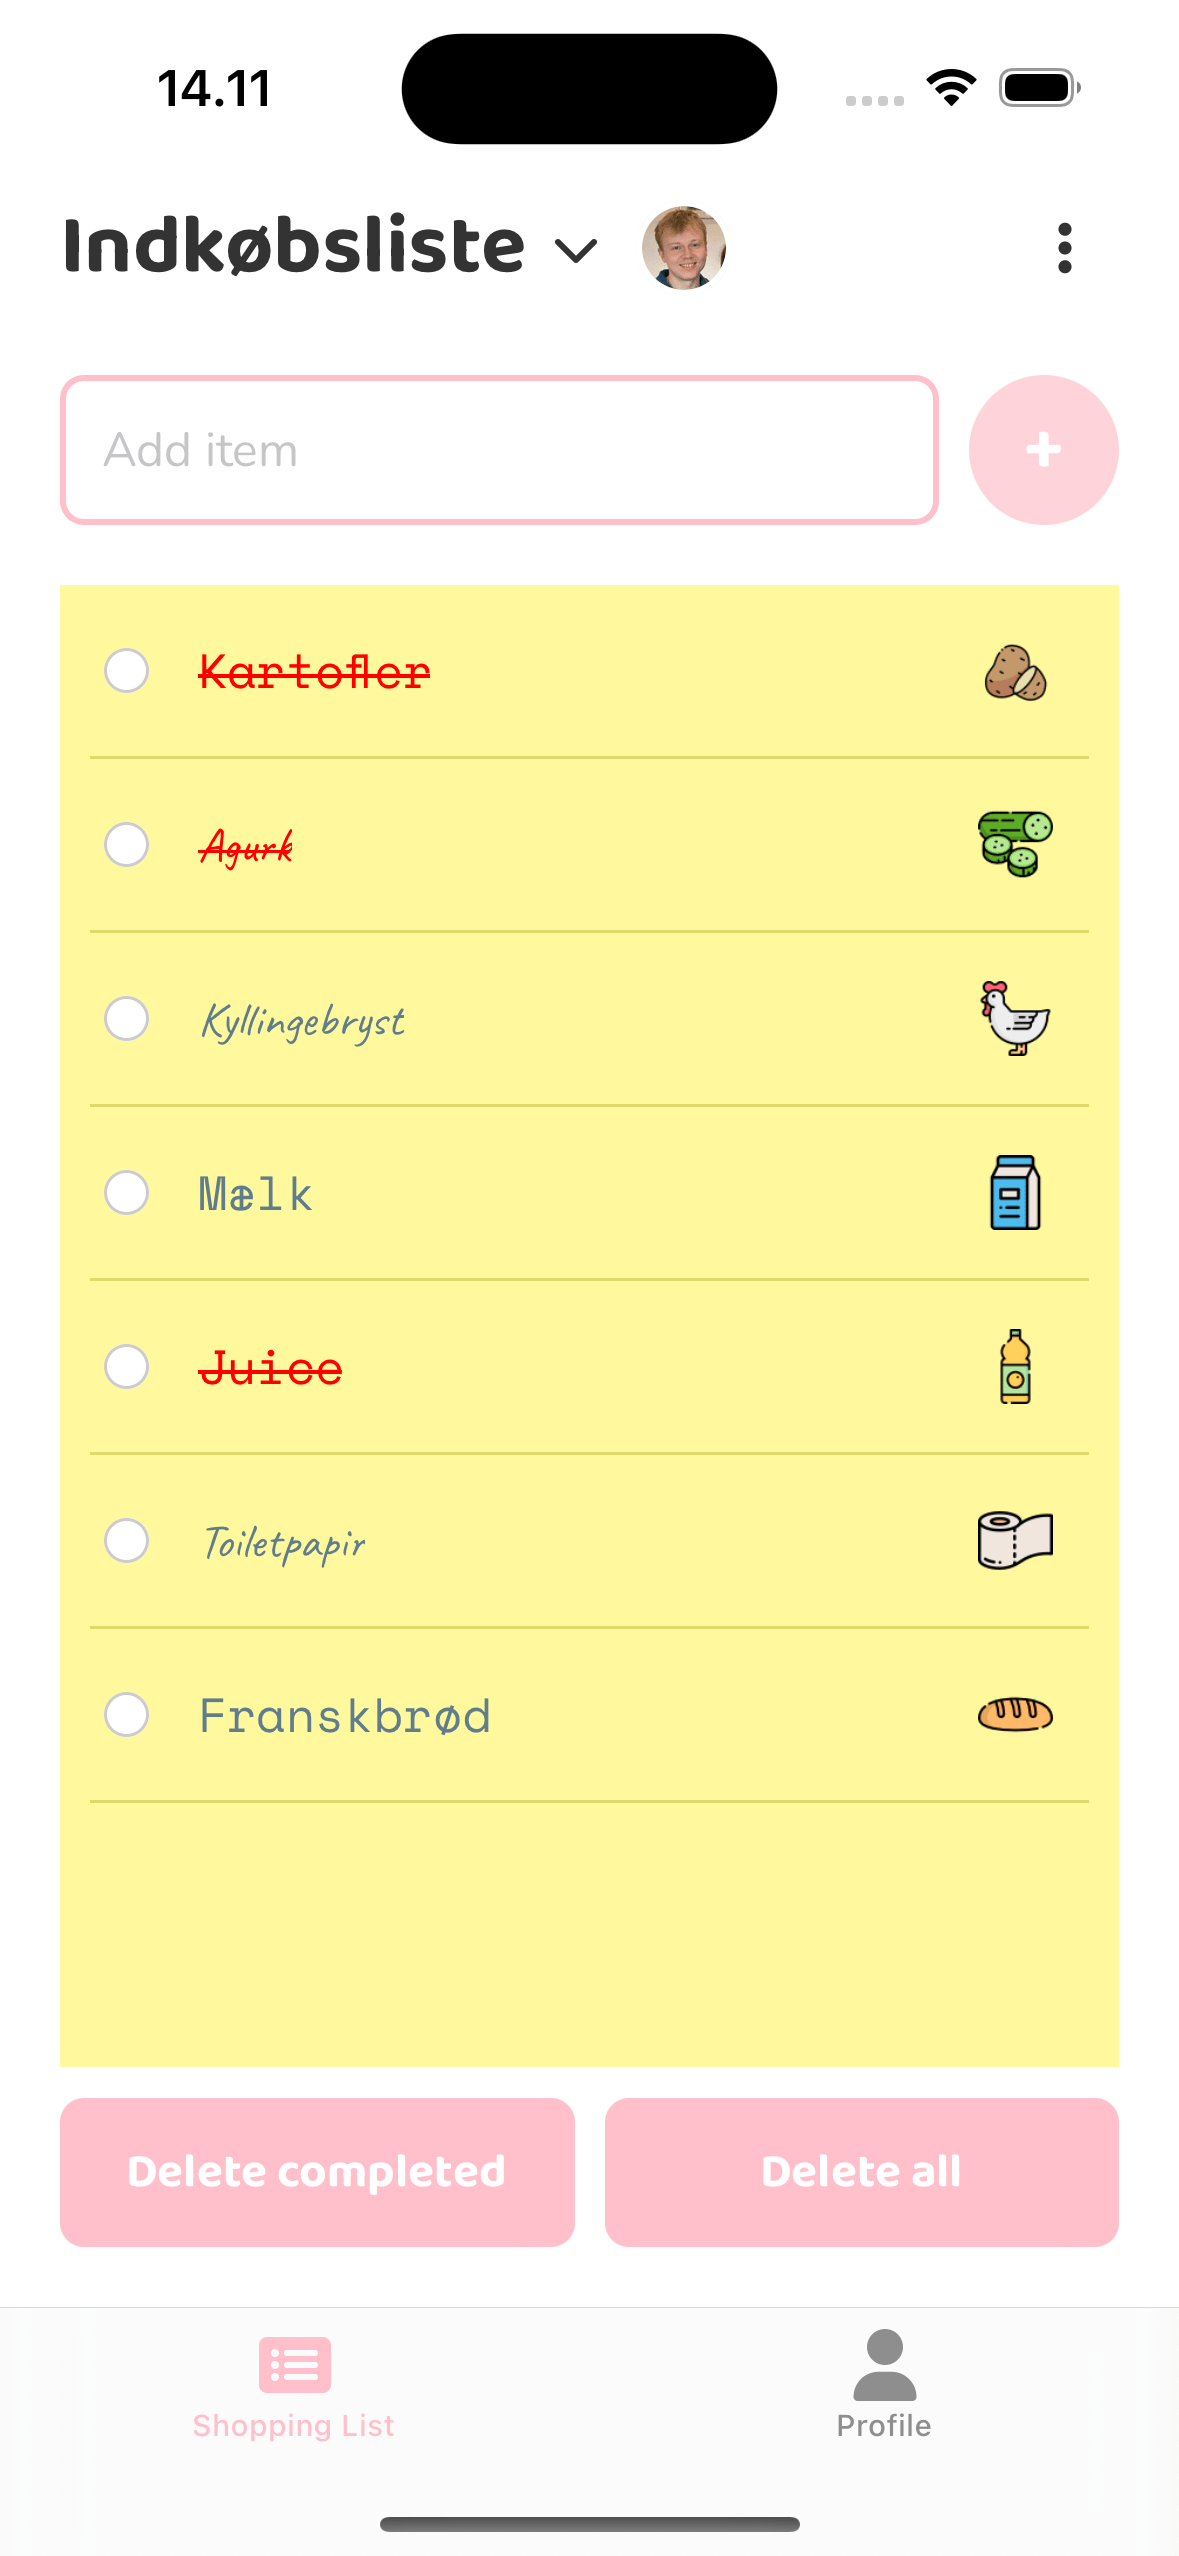 14.11
Indkøbsliste
Add item
Kartofler
Agurk
Kyllingebryst
Mælk
Juice
Toiletpapir
Franskbrød
Delete completed
Delete all
Shopping List
Profile